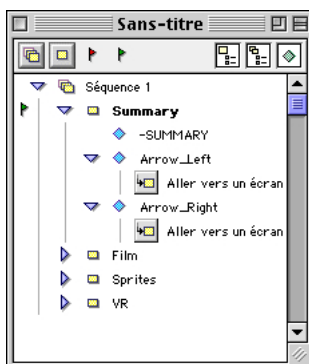 Sans-titre
Séquence 1
Summary
-SUMMARY
Arrow_Left
Aller vers un écran
Arrow_Right
Aller vers un écran
Film
Sprites
VR